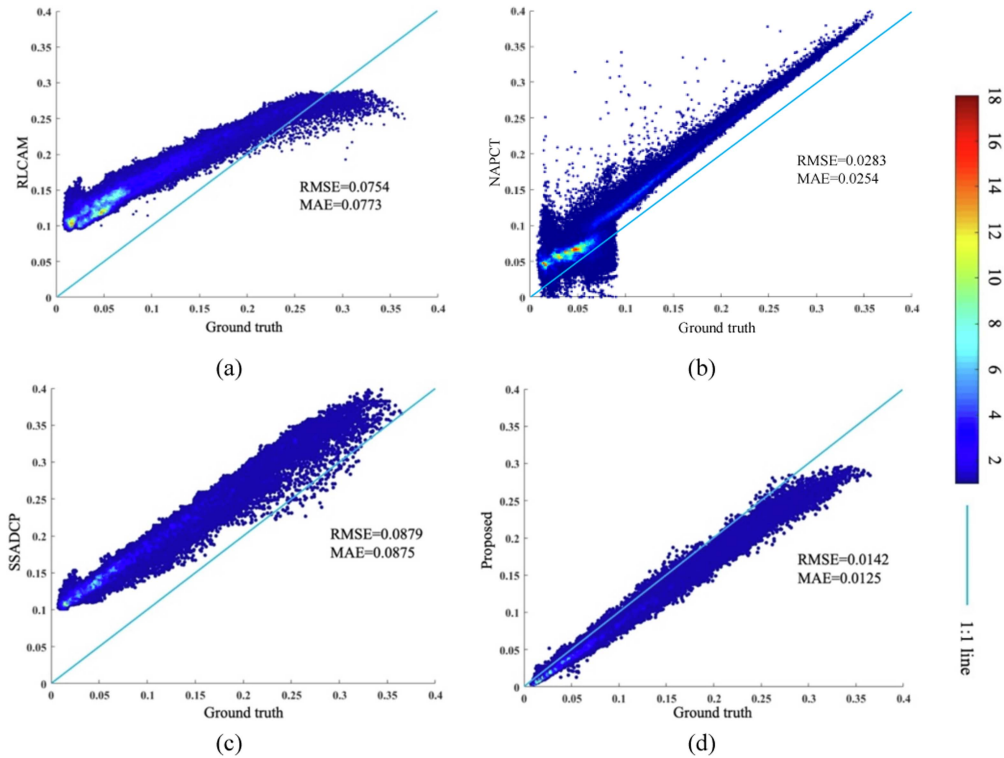 0.4
0.35
0.3
0.25
0.2
0.15
0.1
0.05
0
RLCAM
RMSE=0.0754
MAE=0.0773
0 0.05 0.1 0.15 0.2 0.25 0.3 0.35 0.4
Ground truth
(a)
0.4
0.35
0.3
0.25
0.2
0.15
0.1
0.05
0
NAPCT
RMSE=0.0283
MAE=0.0254
0 0.05 0.1 0.15 0.2 0.25 0.3 0.35 0.4
Ground truth
(b)
18
16
14
12
10
8
6
4
2
1:1 line
0.4
0.35
0.3
0.25
0.2
0.15
0.1
0.05
0
SSADCP
RMSE=0.0879
MAE=0.0875
0 0.05 0.1 0.15 0.2 0.25 0.3 0.35 0.4
Ground truth
(c)
0.4
0.35
0.3
0.25
0.2
0.15
0.1
0.05
0
Proposed
RMSE=0.0142
MAE=0.0125
0 0.05 0.1 0.15 0.2 0.25 0.3 0.35 0.4
Ground truth
(d)